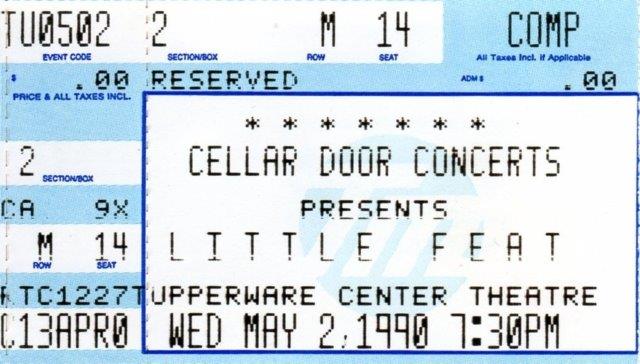 TU0502 2 M 14 COMP
EVENT CODE SECTION/BOX ROW SEAT All Taxes Incl. If Applicable
$ .00 RESERVED ADM $ .00
PRICE & ALL TAXES INCL.
* * * * * * *
2 CELLAR DOOR CONCERTS
SECTION/BOX
CA 9X PRESENTS
M 14 LITTLE FEAT
ROW SEAT
TC1227 TUPPERWARE CENTER THEATRE
C13APR0 WED MAY 2,1990 7:30PM